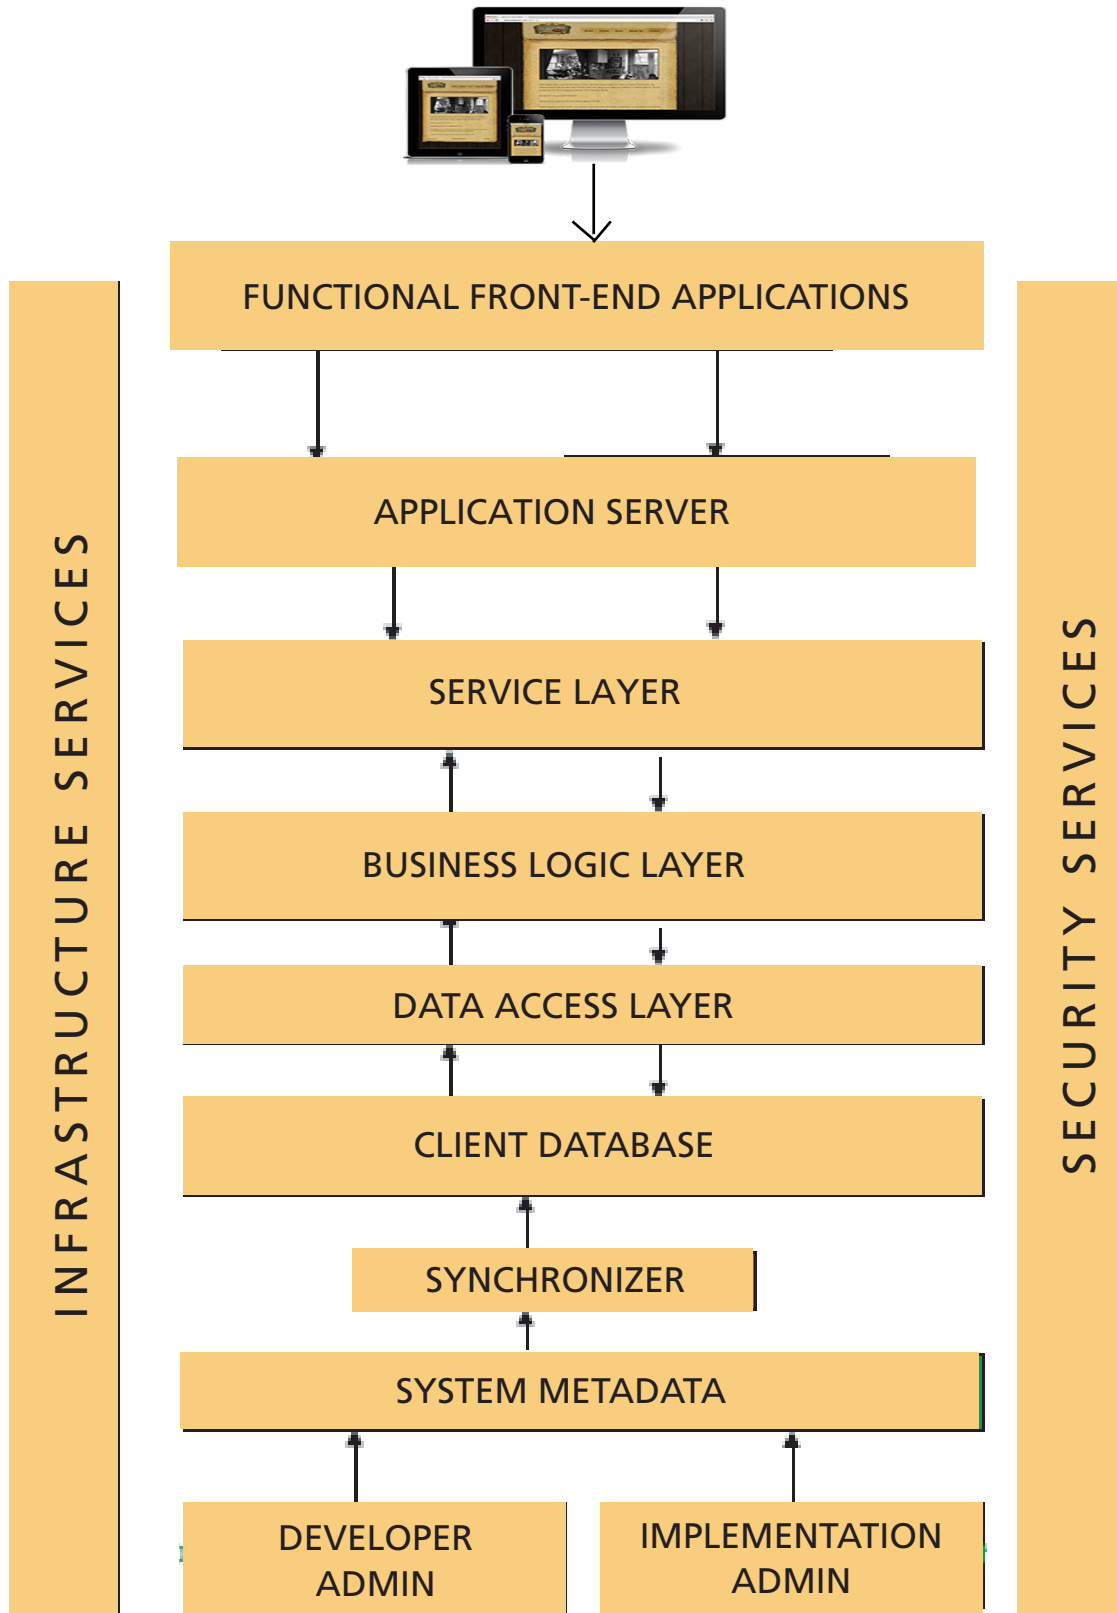 FUNCTIONAL FRONT-END APPLICATIONS
APPLICATION SERVER
SERVICE LAYER
BUSINESS LOGIC LAYER
DATA ACCESS LAYER
CLIENT DATABASE
SYNCHRONIZER
SYSTEM METADATA
DEVELOPER
ADMIN
IMPLEMENTATION
ADMIN
INFRASTRUCTURE SERVICES
SECURITY SERVICES